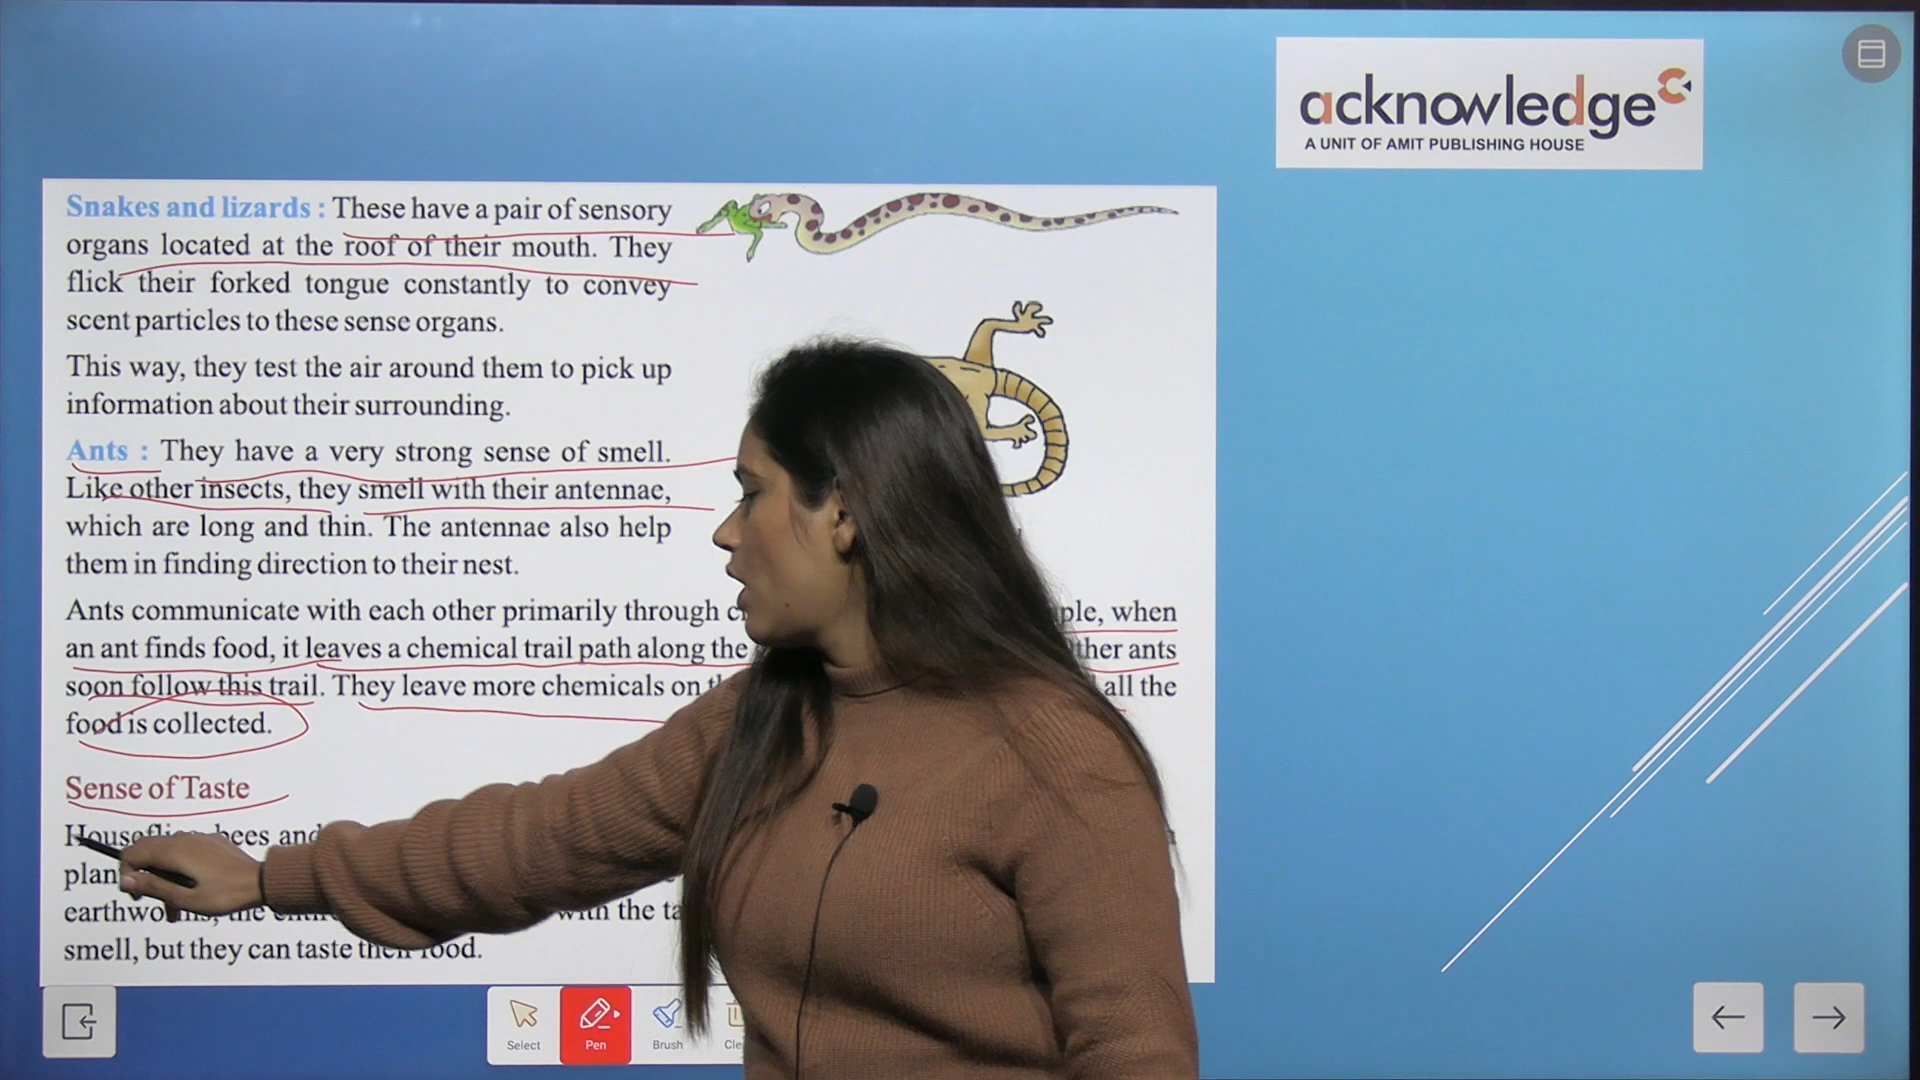 acknowledge
A UNIT OF AMIT PUBLISHING HOUSE
Snakes and lizards : These have a pair of sensory
organs located at the roof of their mouth. They
flick their forked tongue constantly to convey
scent particles to these sense organs.
This way, they test the air around them to pick up
information about their surrounding.
Ants : They have a very strong sense of smell.
Like other insects, they smell with their antennae,
which are long and thin. The antennae also help
them in finding direction to their nest.
Ants communicate with each other primarily through when
an ant finds food, it leaves a chemical trail path along the ants
soon follow this trail. They leave more chemicals on all the
food is collected.
Sense of Taste
Houseflies, bees and
earthworms, the with the
smell, but they can taste their food.
Select
Pen
Brush